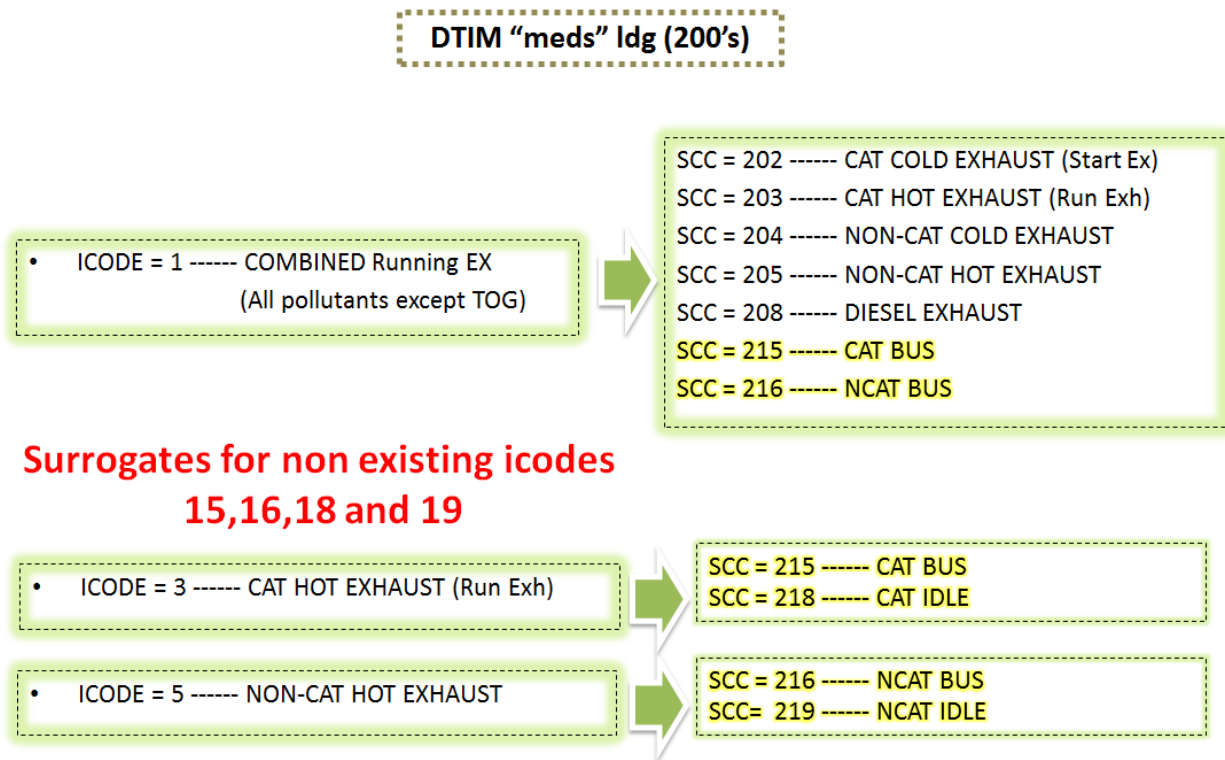 DTIM “meds” ldg (200’s)
• ICODE = 1 ------ COMBINED Running EX
(All pollutants except TOG)
SCC = 202 ------ CAT COLD EXHAUST (Start Ex)
SCC = 203 ------ CAT HOT EXHAUST (Run Exh)
SCC = 204 ------ NON-CAT COLD EXHAUST
SCC = 205 ------ NON-CAT HOT EXHAUST
SCC = 208 ------ DIESEL EXHAUST
SCC = 215 ------ CAT BUS
SCC = 216 ------ NCAT BUS
Surrogates for non existing icodes
15,16,18 and 19
• ICODE = 3 ------ CAT HOT EXHAUST (Run Exh)
SCC = 215 ------ CAT BUS
SCC = 218 ------ CAT IDLE
• ICODE = 5 ------ NON-CAT HOT EXHAUST
SCC = 216 ------ NCAT BUS
SCC= 219 ------ NCAT IDLE